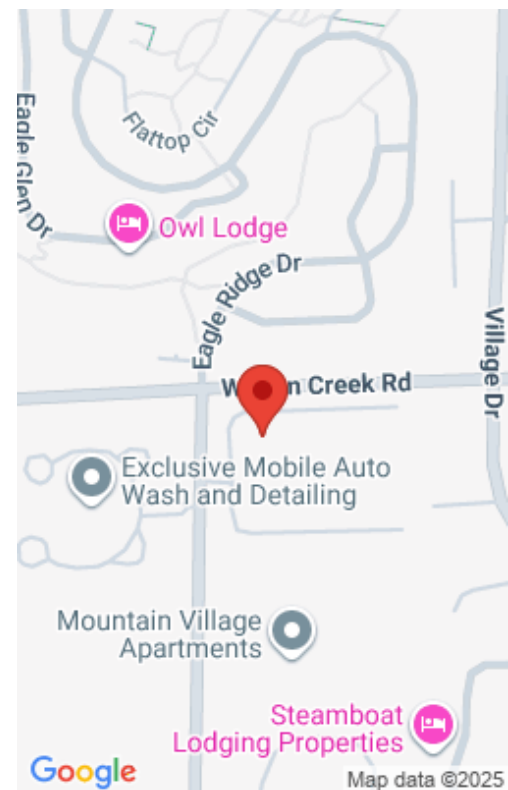 Flattop Cir
Eagle Glen Dr
Owl Lodge
Eagle Ridge Dr
Village Dr
Creek Rd
Exclusive Mobile Auto
Wash and Detailing
Mountain Village
Apartments
Steamboat
Lodging Properties
Google
Map data ©2025